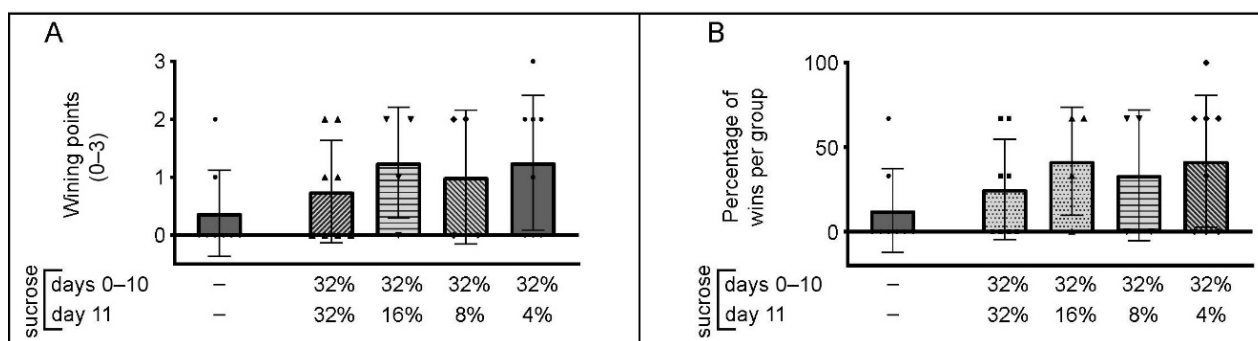 A
Wining points
(0–3)
3
2
1
0
sucrose
days 0–10 – 32% 32% 32% 32%
day 11 – 32% 16% 8% 4%
B
Percentage of
wins per group
100
50
0
sucrose
days 0–10 – 32% 32% 32% 32%
day 11 – 32% 16% 8% 4%